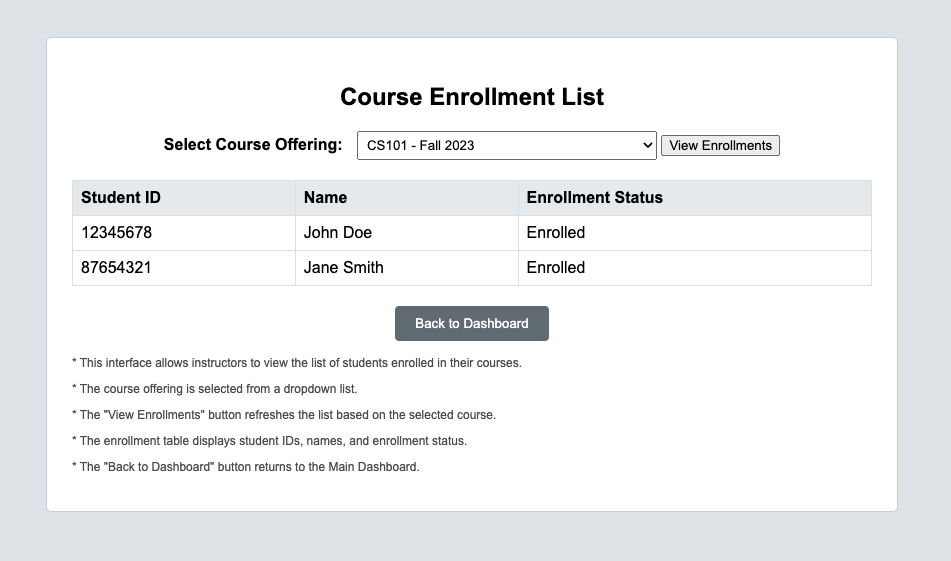 Course Enrollment List
Select Course Offering: CS101 - Fall 2023 View Enrollments
Student ID Name Enrollment Status
12345678 John Doe Enrolled
87654321 Jane Smith Enrolled
Back to Dashboard
* This interface allows instructors to view the list of students enrolled in their courses.
* The course offering is selected from a dropdown list.
* The "View Enrollments" button refreshes the list based on the selected course.
* The enrollment table displays student IDs, names, and enrollment status.
* The "Back to Dashboard" button returns to the Main Dashboard.